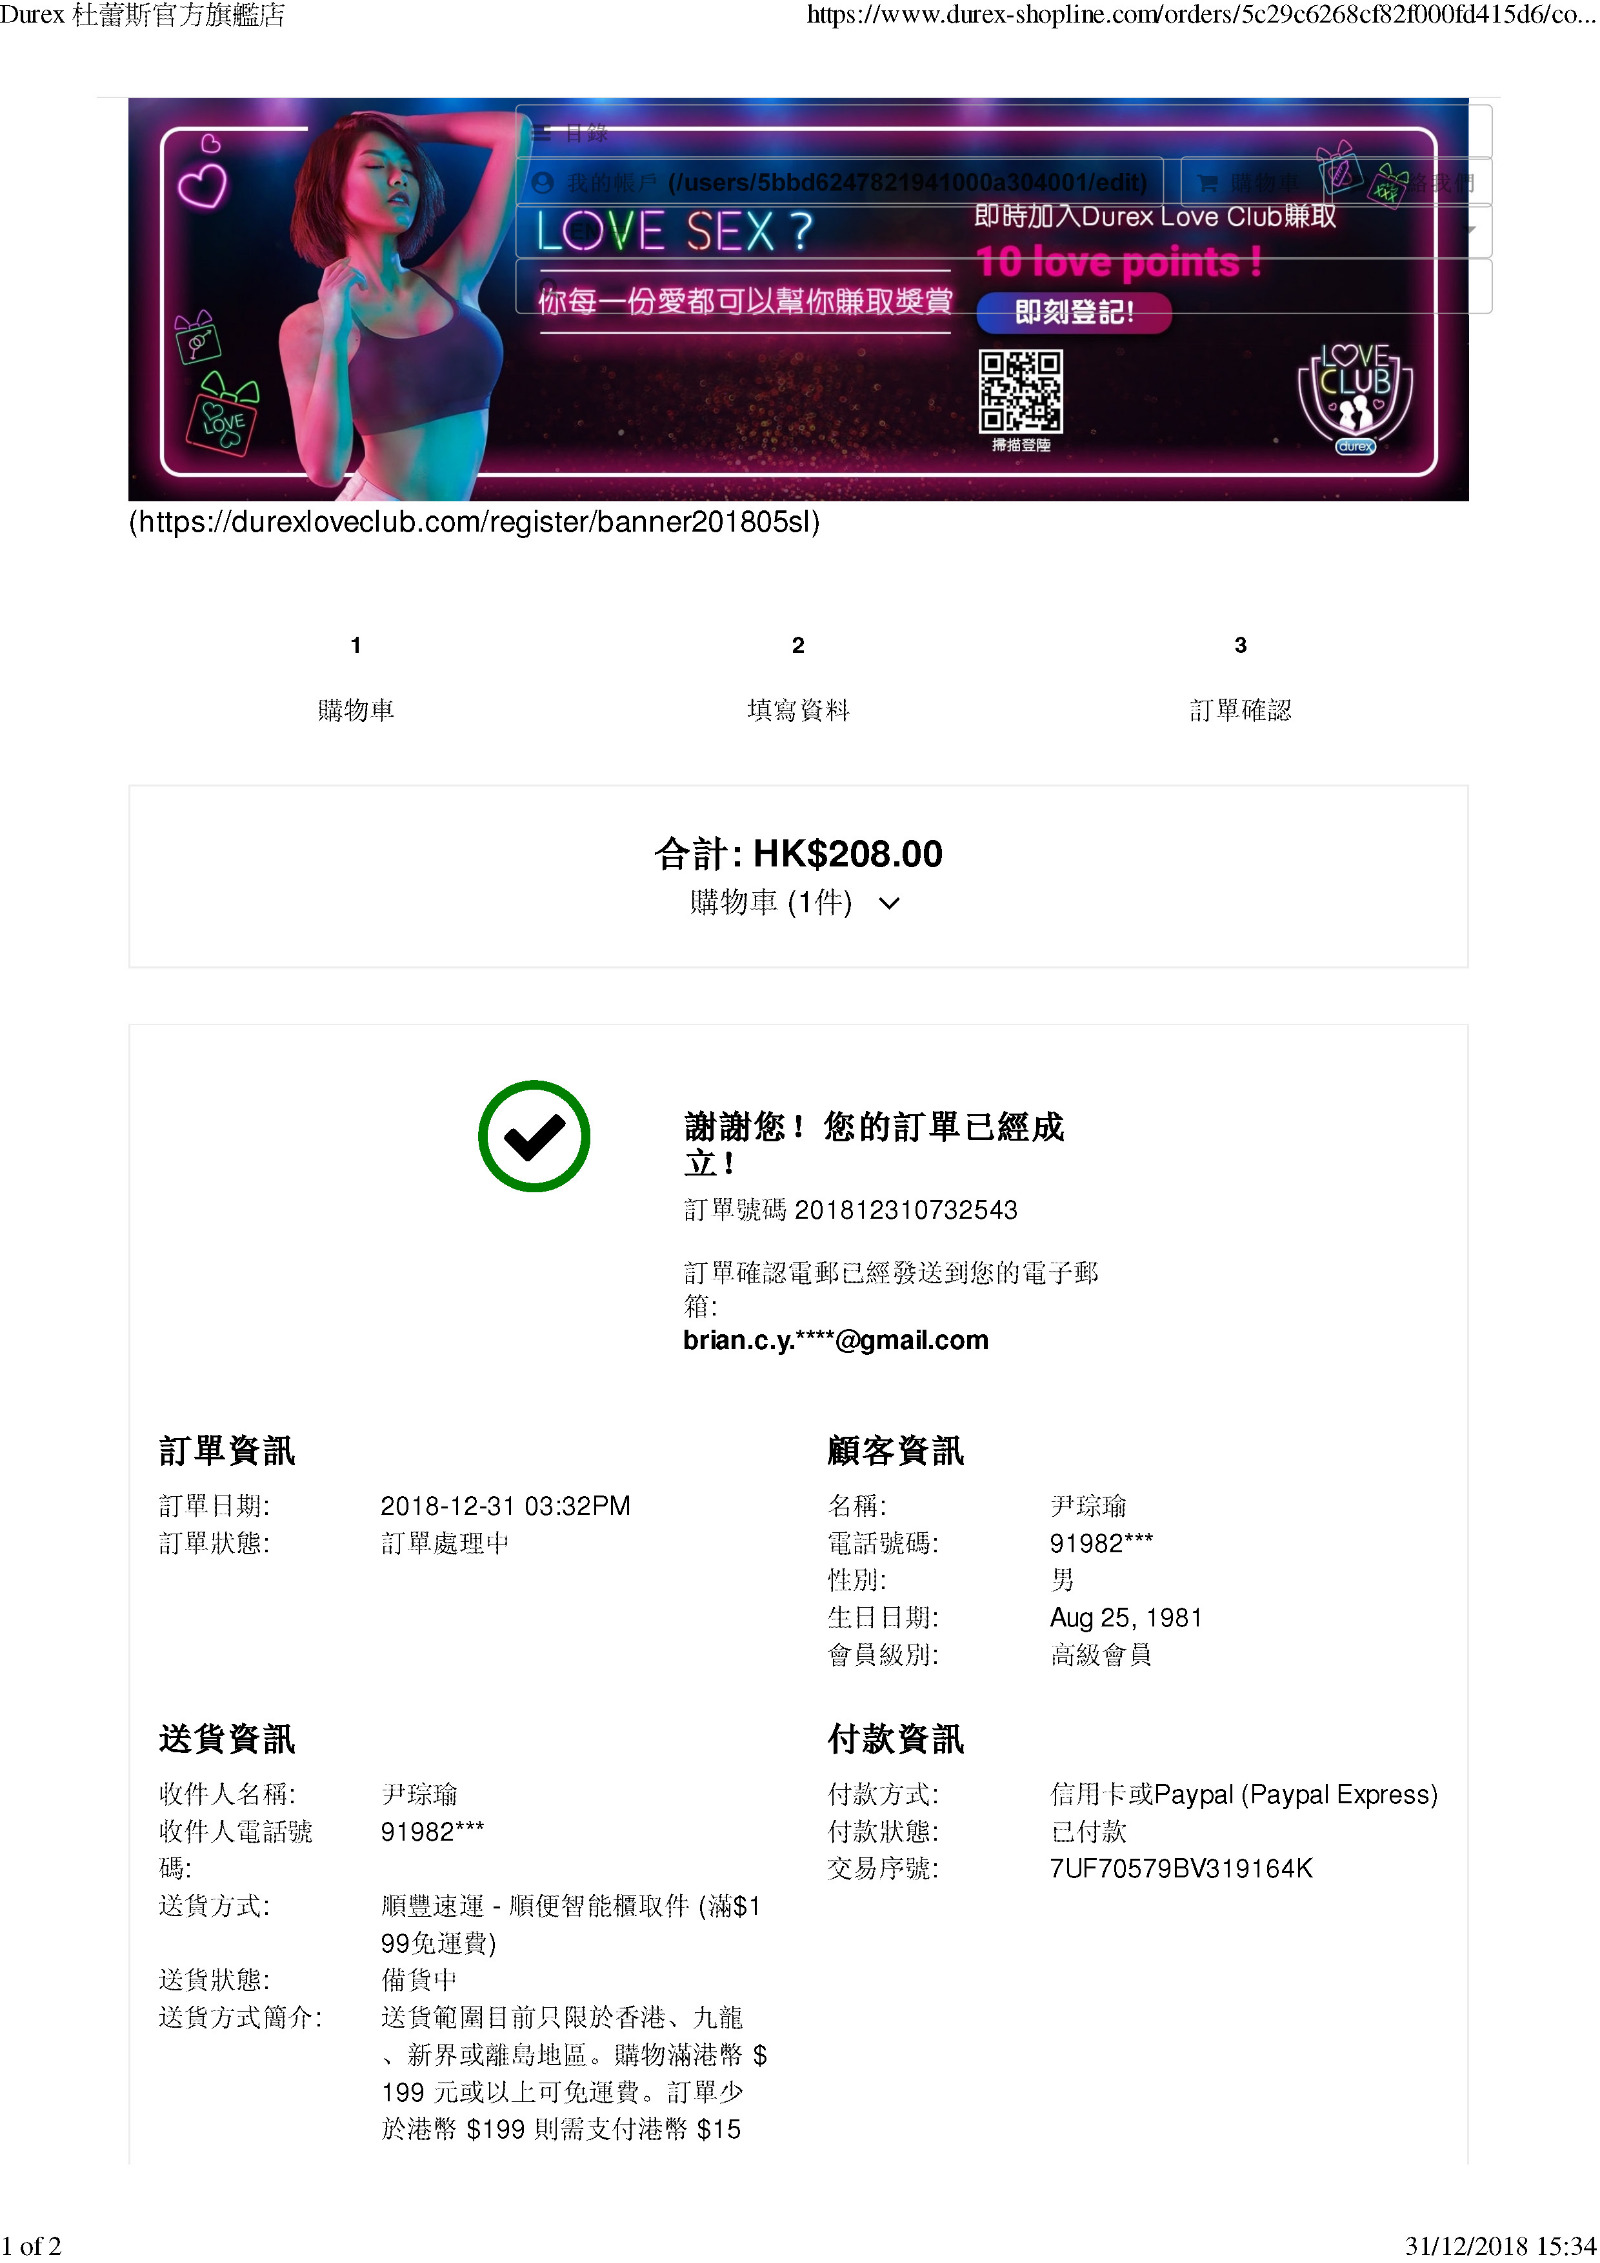 Durex 杜蕾斯官方旗艦店
https://www.durex-shopline.com/orders/5c29c6268cf82f000fd415d6/co...
目錄
我的帳戶 (/users/5bbd6247821941000a304001/edit)
購物車
絡我們
LOVE SEX?
即時加入Durex Love Club賺取
10 love points !
你每一份愛都可以幫你賺取獎賞
即刻登記!
掃描登陸
LOVE
LOVE
CLUB
durex
(https://durexloveclub.com/register/banner201805sl)
1
2
3
購物車
填寫資料
訂單確認
合計: HK$208.00
購物車 (1件)
謝謝您！您的訂單已經成
立！
訂單號碼 201812310732543
訂單確認電郵已經發送到您的電子郵
箱:
brian.c.y.****@gmail.com
訂單資訊
訂單日期: 2018-12-31 03:32PM
訂單狀態: 訂單處理中
顧客資訊
名稱: 尹琮瑜
電話號碼: 91982***
性別: 男
生日日期: Aug 25, 1981
會員級別: 高級會員
送貨資訊
收件人名稱: 尹琮瑜
收件人電話號 91982***
碼:
送貨方式: 順豐速運 - 順便智能櫃取件 (滿$1
99免運費)
送貨狀態: 備貨中
送貨方式簡介: 送貨範圍目前只限於香港、九龍
、新界或離島地區。購物滿港幣 $
199 元或以上可免運費。訂單少
於港幣 $199 則需支付港幣 $15
付款資訊
付款方式: 信用卡或Paypal (Paypal Express)
付款狀態: 已付款
交易序號: 7UF70579BV319164K
1 of 2
31/12/2018 15:34